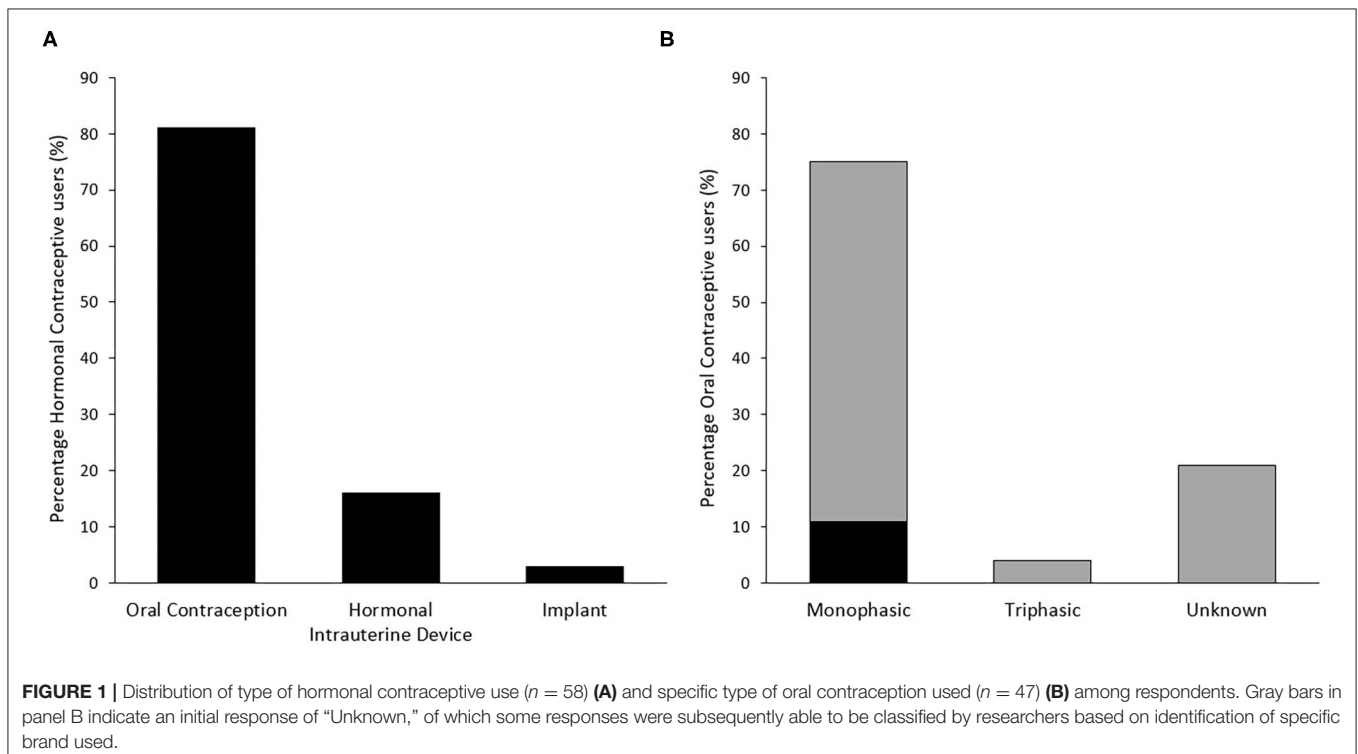 A
Percentage Hormonal Contraceptive users (%)
90
80
70
60
50
40
30
20
10
0
Oral Contraception
Hormonal
Intrauterine Device
Implant
B
Percentage Oral Contraceptive users (%)
90
80
70
60
50
40
30
20
10
0
Monophasic
Triphasic
Unknown
FIGURE 1 | Distribution of type of hormonal contraceptive use (n = 58) (A) and specific type of oral contraception used (n = 47) (B) among respondents. Gray bars in
panel B indicate an initial response of “Unknown,” of which some responses were subsequently able to be classified by researchers based on identification of specific
brand used.